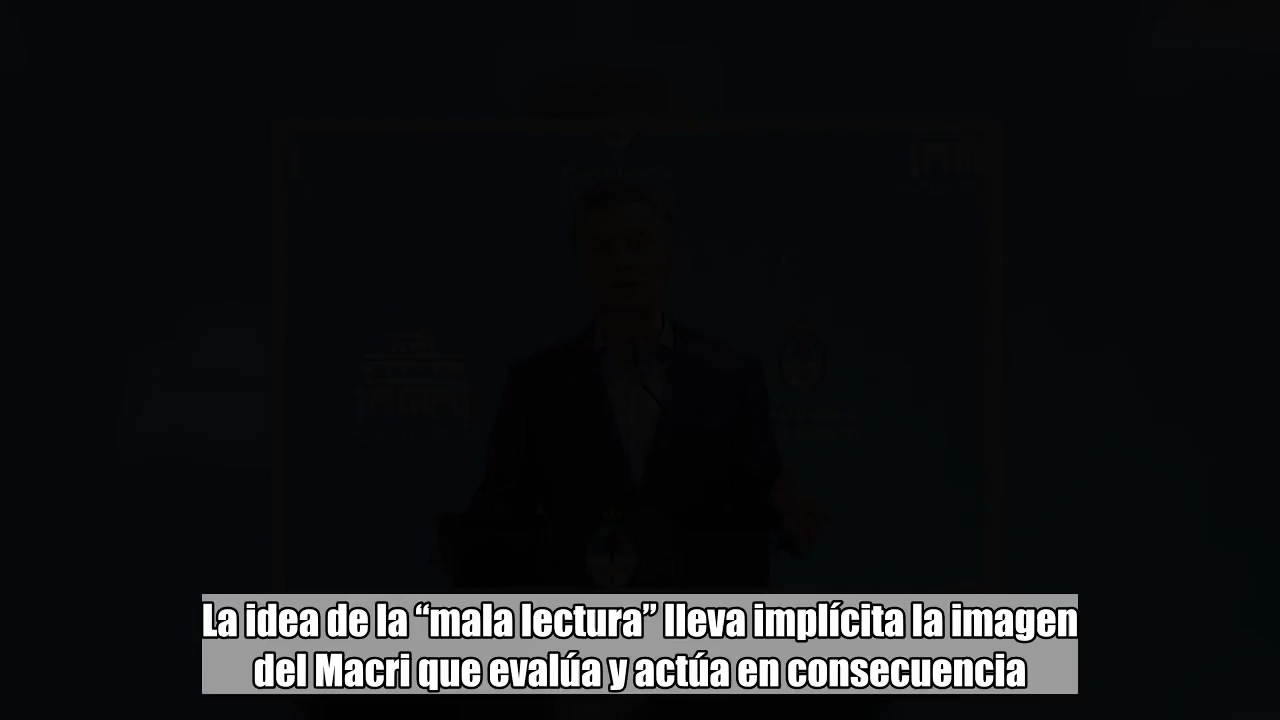 La idea de la “mala lectura” lleva implícita la imagen
del Macri que evalúa y actúa en consecuencia